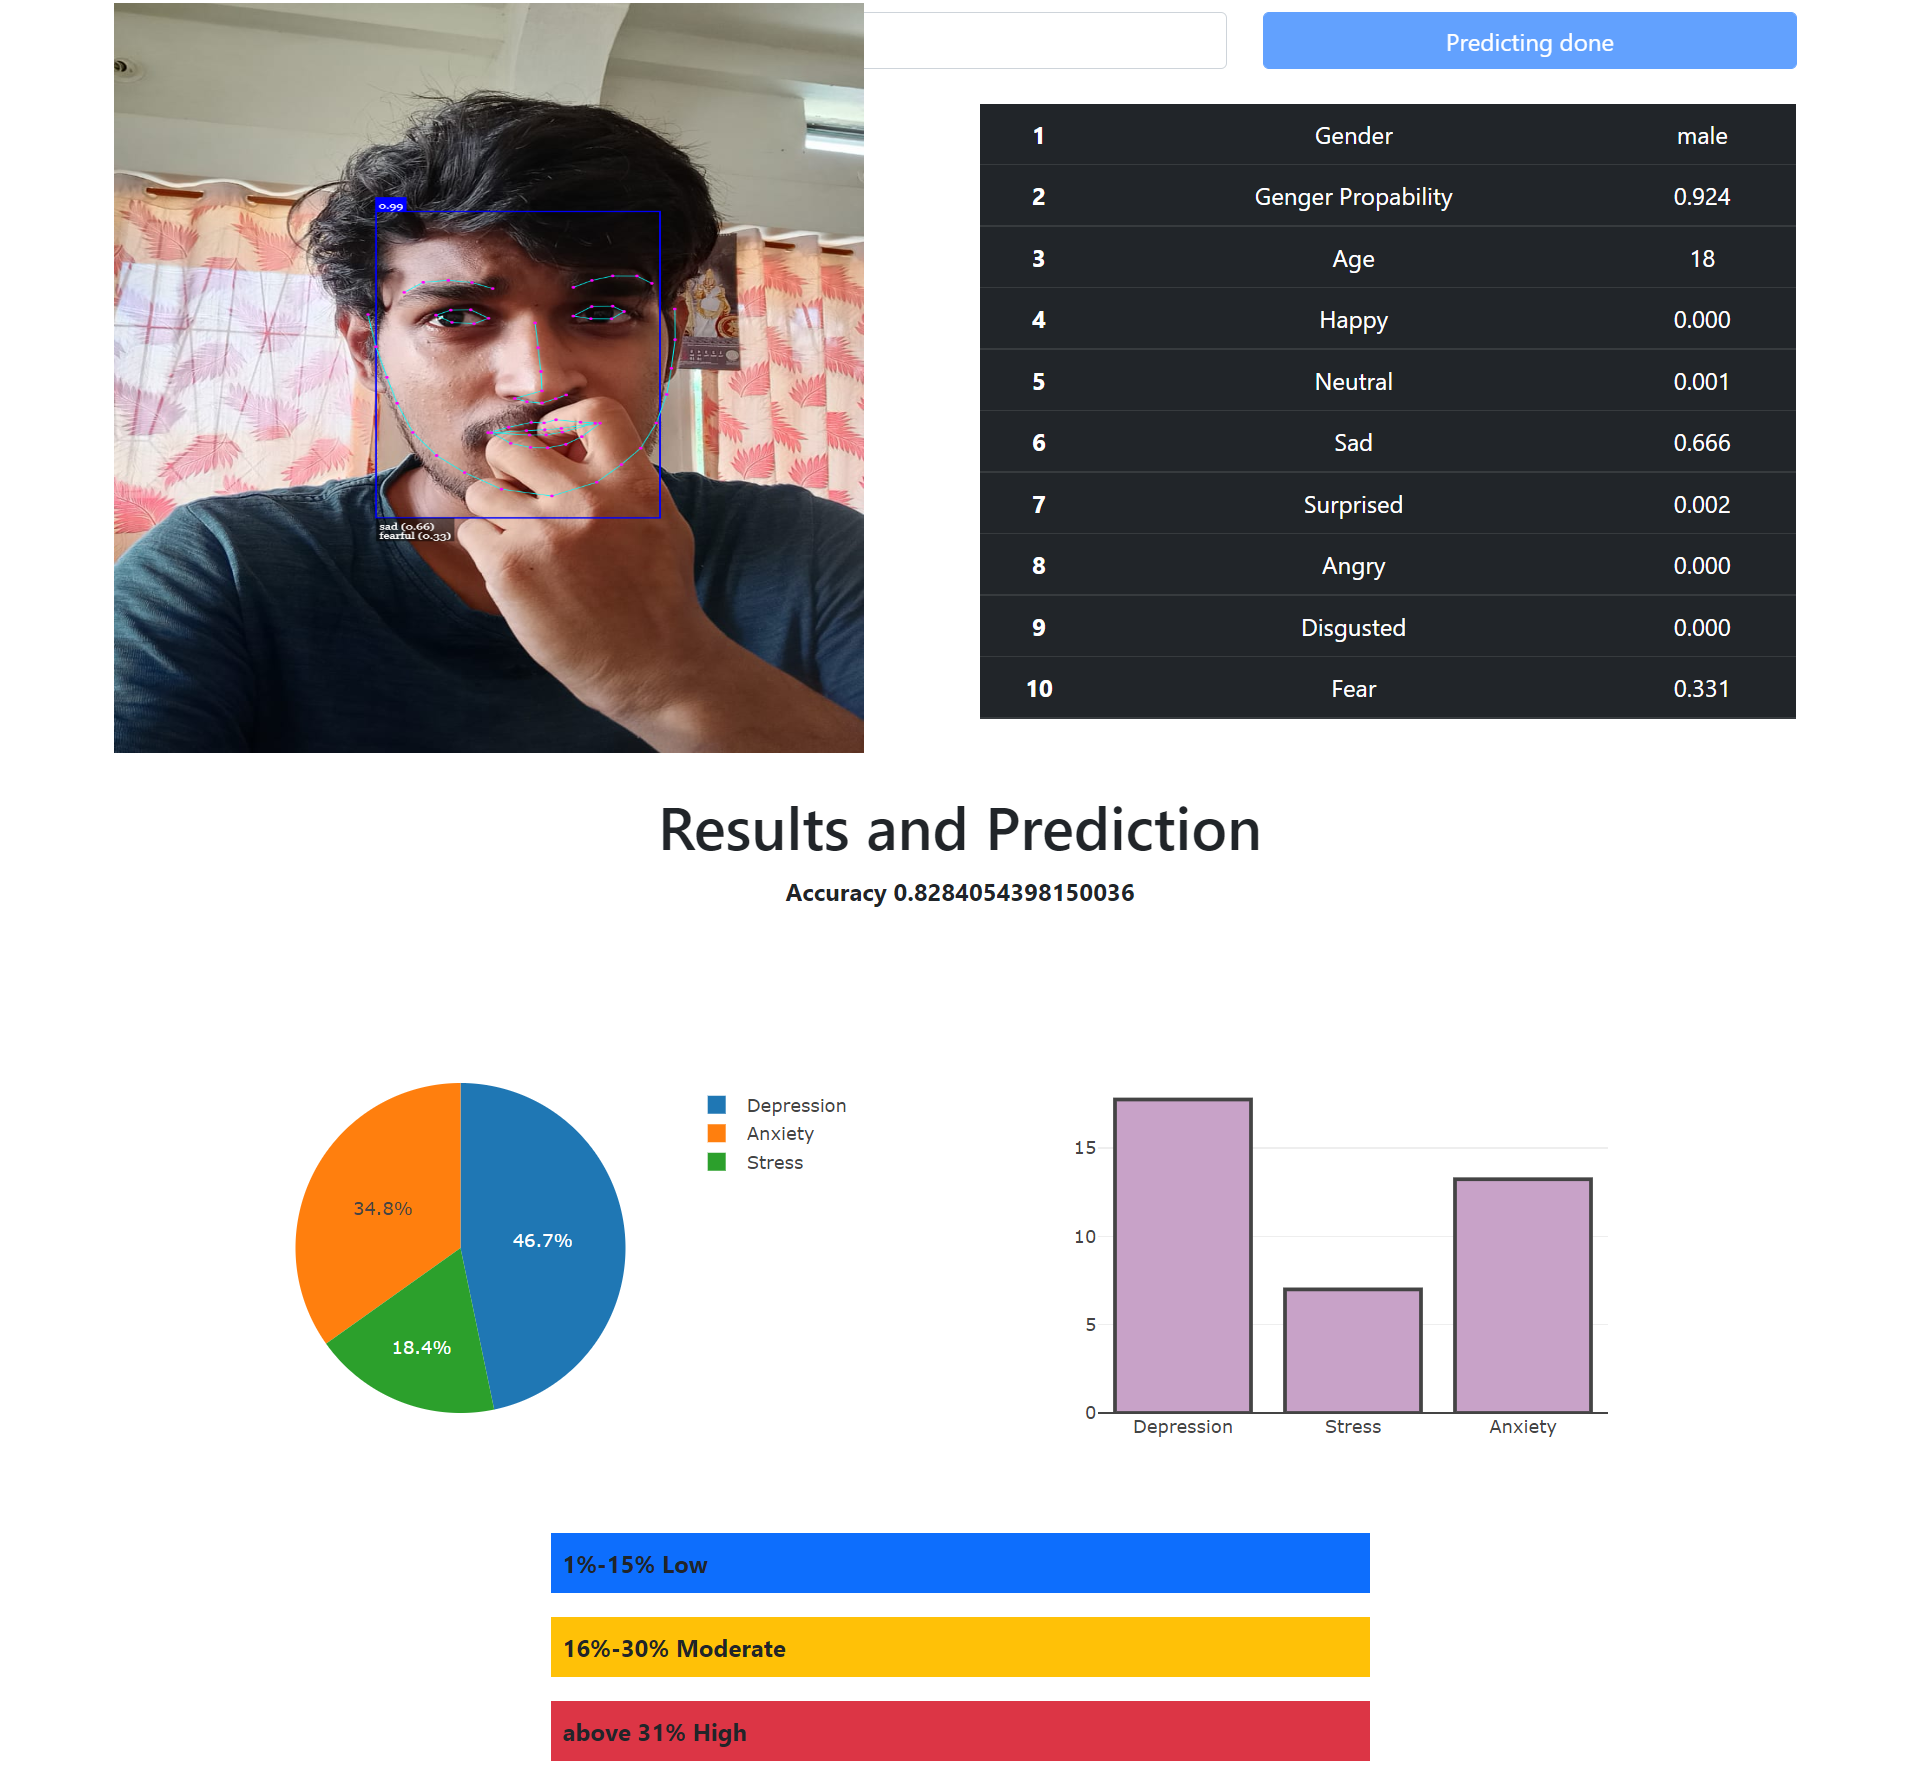 Predicting done
0.99
sad (0.66)
fearful (0.33)
1 Gender male
2 Genger Propability 0.924
3 Age 18
4 Happy 0.000
5 Neutral 0.001
6 Sad 0.666
7 Surprised 0.002
8 Angry 0.000
9 Disgusted 0.000
10 Fear 0.331
Results and Prediction
Accuracy 0.8284054398150036
34.8%
46.7%
18.4%
Depression
Anxiety
Stress
15
10
5
0
Depression Stress Anxiety
1%-15% Low
16%-30% Moderate
above 31% High